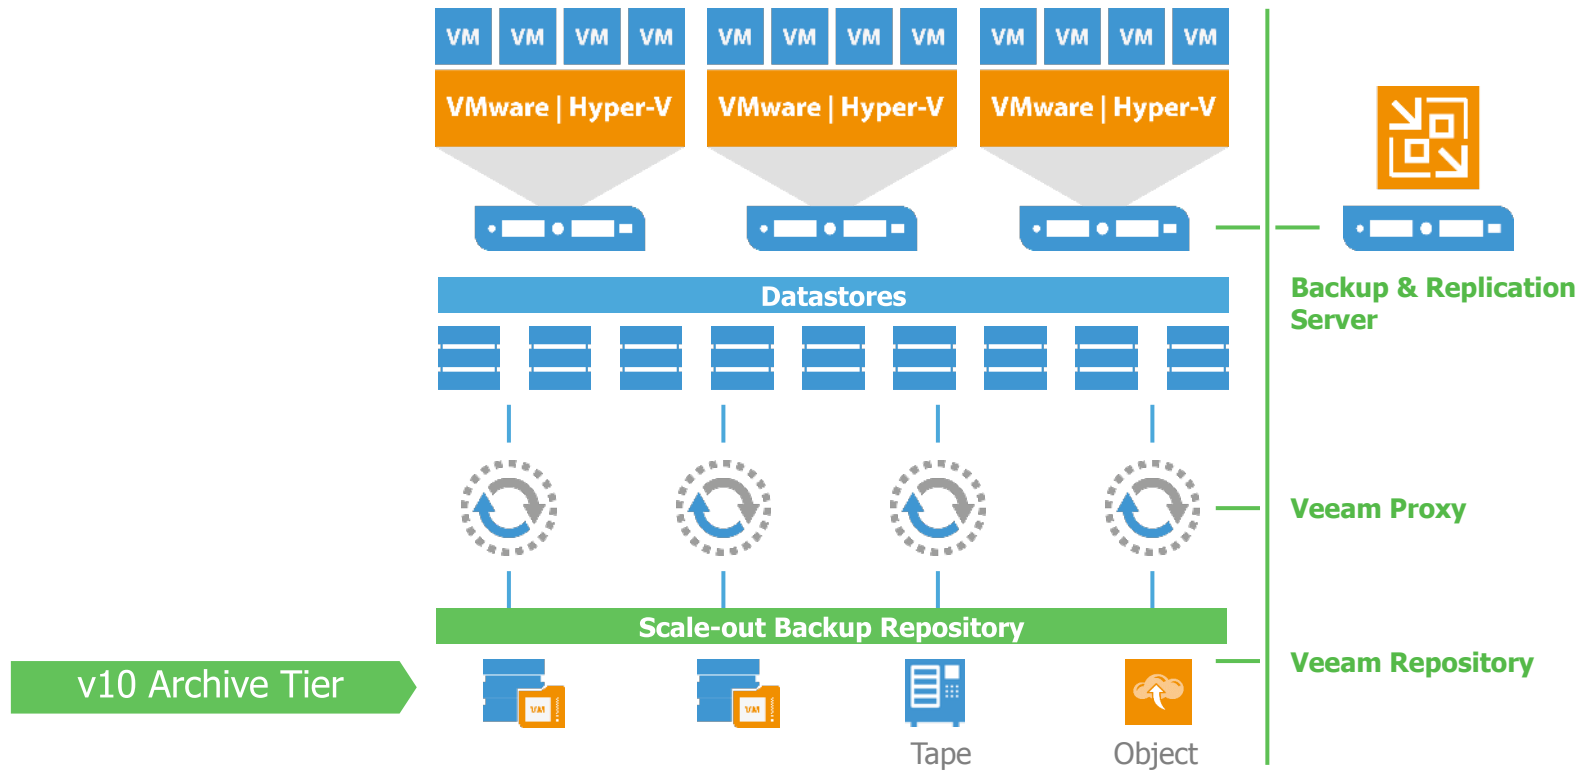 VM VM VM VM VM VM VM VM VM VM VM VM
VMware | Hyper-V VMware | Hyper-V VMware | Hyper-V
Datastores
Backup & Replication
Server
Veeam Proxy
Scale-out Backup Repository
Veeam Repository
v10 Archive Tier
VM VM
Tape Object